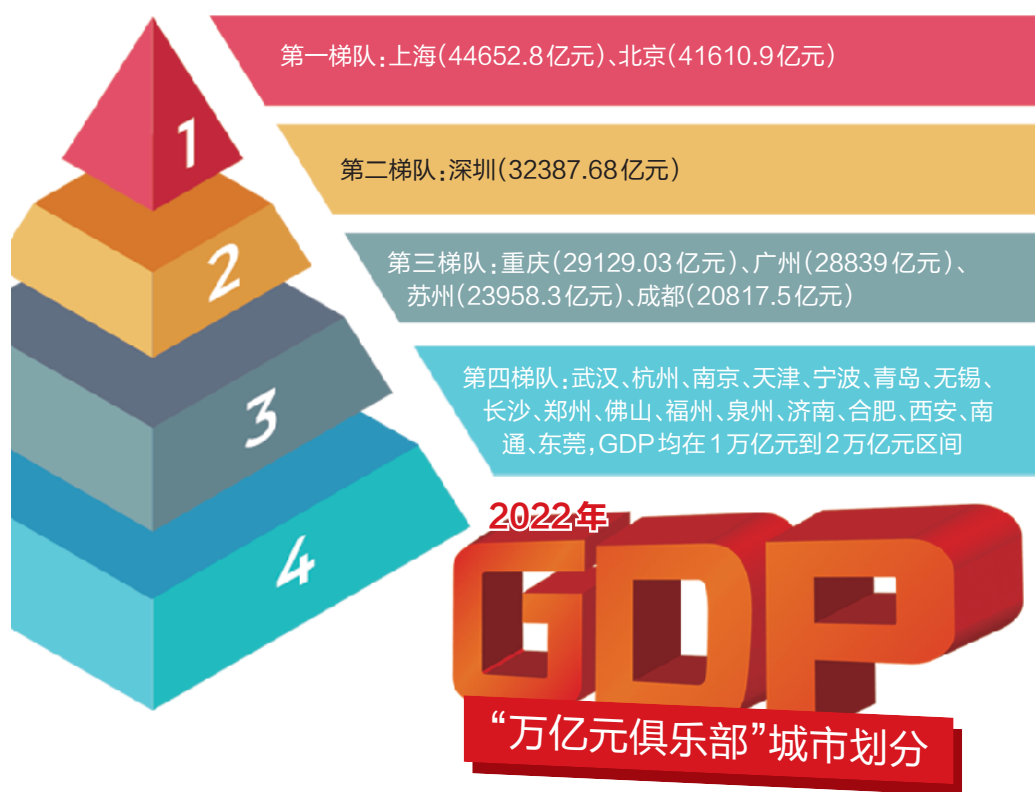 第一梯队:上海(44652.8亿元)、北京(41610.9亿元)
1
第二梯队:深圳(32387.68亿元)
2
第三梯队:重庆(29129.03亿元)、广州(28839亿元)、
苏州(23958.3亿元)、成都(20817.5亿元)
3
第四梯队:武汉、杭州、南京、天津、宁波、青岛、无锡、
长沙、郑州、佛山、福州、泉州、济南、合肥、西安、南
通、东莞,GDP均在1万亿元到2万亿元区间
4
2022年
GDP
“万亿元俱乐部”城市划分